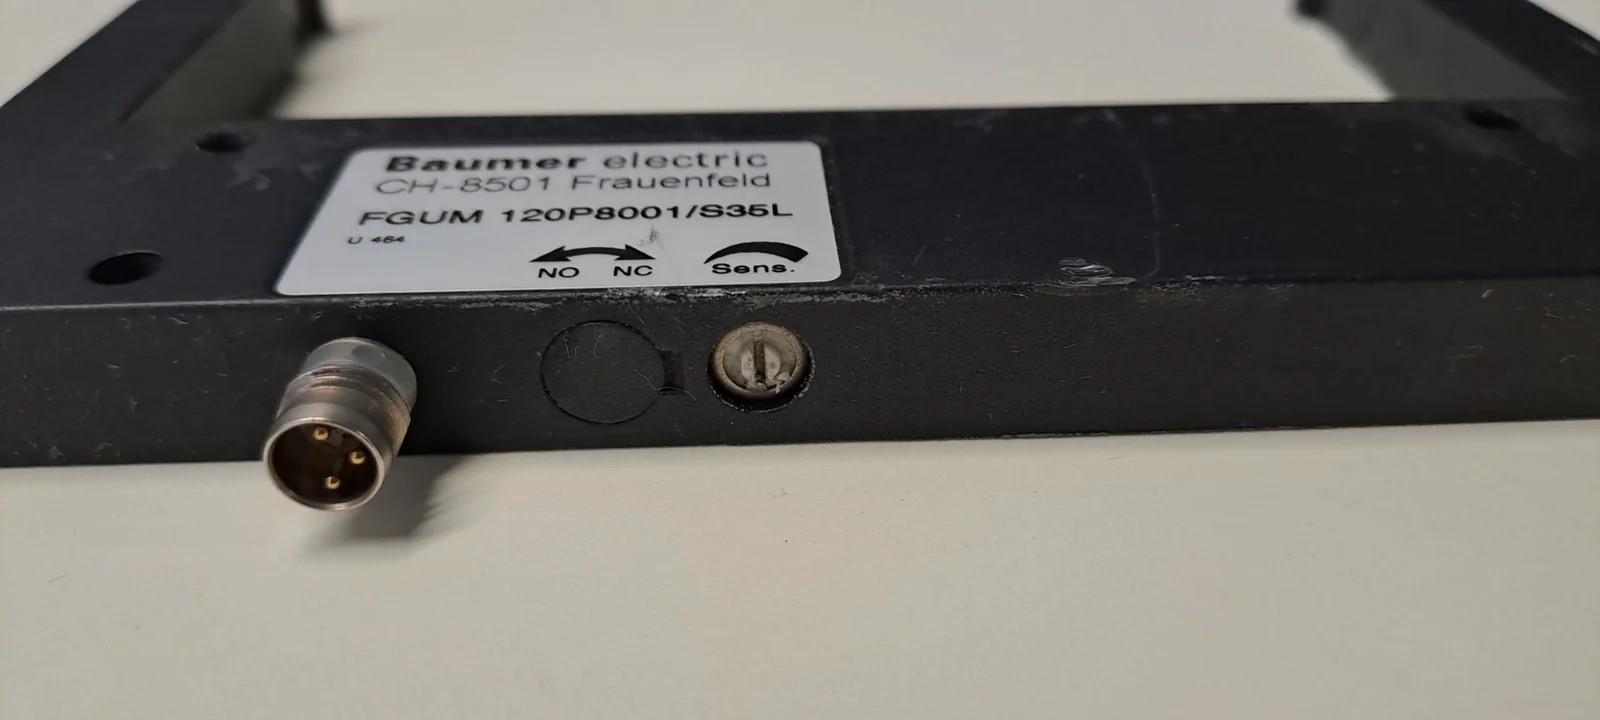 Baumer electric
CH-8501 Frauenfeld
FGUM 120P8001/S35L
U 464
NO NC Sens.